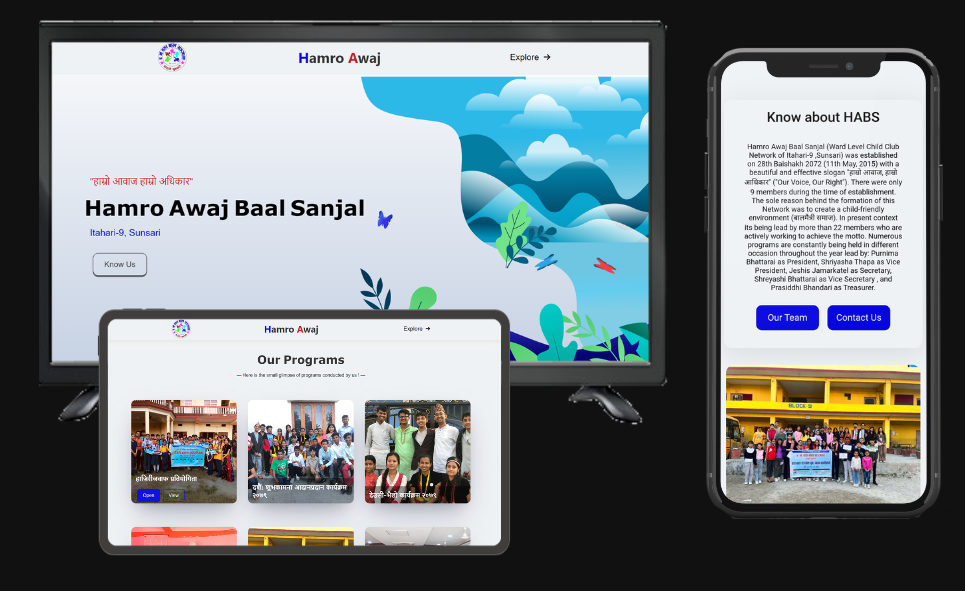 Hamro Awaj
Explore →
"हाम्रो आवाज हाम्रो अधिकार"
Hamro Awaj Baal Sanjal
Itahari-9, Sunsari
Know Us
Hamro Awaj
Explore →
Our Programs
— Here is the small glimpse of programs conducted by us ! —
हाजिरीजवाफ प्रतियोगिता
Open
View
दशैं शुभकामना आदानप्रदान कार्यक्रम
२०७९
देउसी-भैलो कार्यक्रम २०७९
Know about HABS
Hamro Awaj Baal Sanjal (Ward Level Child Club
Network of Itahari-9 ,Sunsari) was established
on 28th Baishakh 2072 (11th May, 2015) with a
beautiful and effective slogan "हाम्रो आवाज, हाम्रो
अधिकार" ("Our Voice, Our Right"). There were only
9 members during the time of establishment.
The sole reason behind the formation of this
Network was to create a child-friendly
environment (बालमैत्री समाज). In present context
Its being lead by more than 22 members who are
actively working to achieve the motto. Numerous
programs are constantly being held in different
occasion throughout the year lead by: Purnima
Bhattarai as President, Shriyasha Thapa as Vice
President, Jeshis Jamarkatel as Secretary,
Shreyashi Bhattarai as Vice Secretary , and
Prasiddhi Bhandari as Treasurer.
Our Team
Contact Us